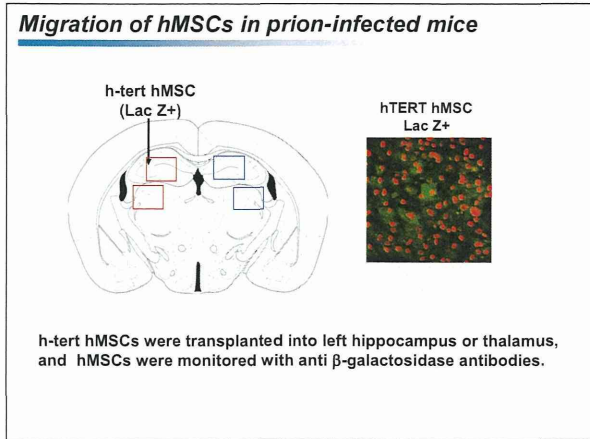 Migration of hMSCs in prion-infected mice
h-tert hMSC
(Lac Z+)
hTERT hMSC
Lac Z+
h-tert hMSCs were transplanted into left hippocampus or thalamus,
and hMSCs were monitored with anti β-galactosidase antibodies.